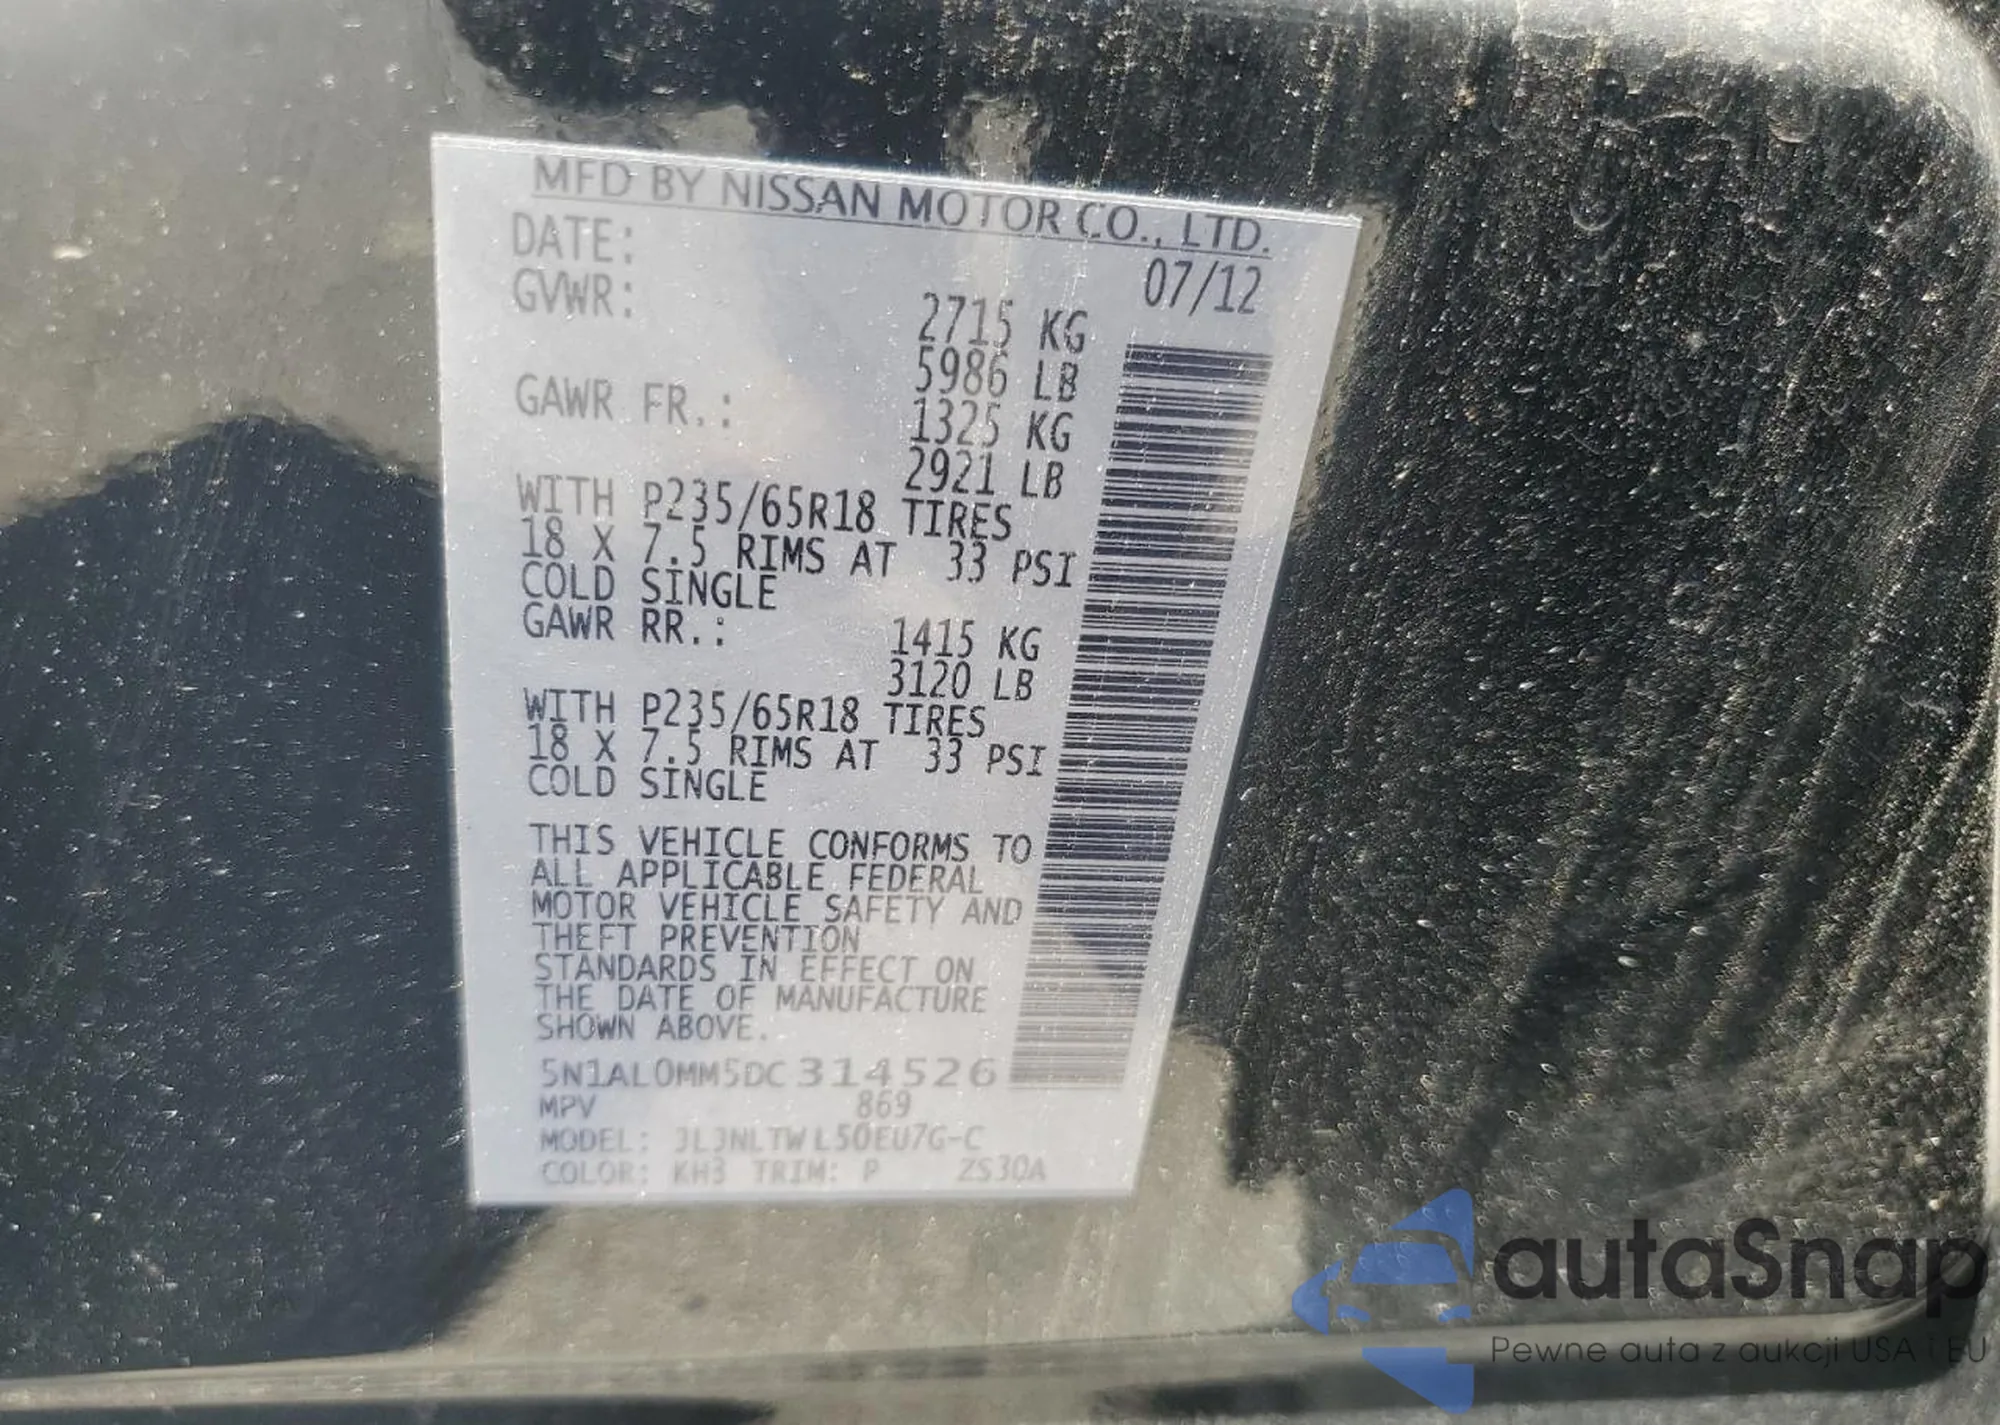 MFD BY NISSAN MOTOR CO., LTD.
DATE: 07/12
GVWR: 2715 KG
5986 LB
GAWR FR.: 1325 KG
2921 LB
WITH P235/65R18 TIRES
18 X 7.5 RIMS AT 33 PSI
COLD SINGLE
GAWR RR.: 1415 KG
3120 LB
WITH P235/65R18 TIRES
18 X 7.5 RIMS AT 33 PSI
COLD SINGLE
THIS VEHICLE CONFORMS TO
ALL APPLICABLE FEDERAL
MOTOR VEHICLE SAFETY AND
THEFT PREVENTION
STANDARDS IN EFFECT ON
THE DATE OF MANUFACTURE
SHOWN ABOVE.
5N1AL0MM5DC314526
MPV 869
MODEL: JLJNLTWL50EU7G-C
COLOR: KH3 TRIM: P ZS30A
autaSnap
Pewne auta z aukcji USA i EU